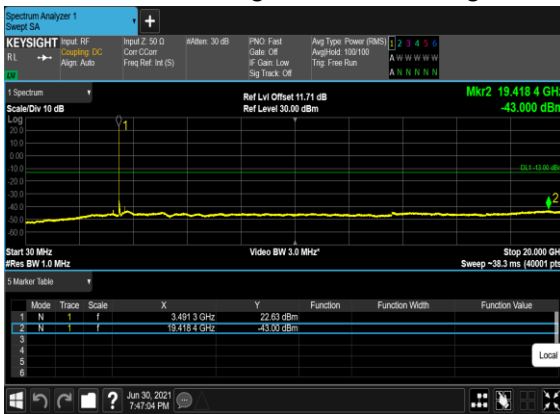 Spectrum Analyzer 1
Swept SA
KEYSIGHT Input: RF Input Z: 50 Ω #Atten: 30 dB PNO: Fast Avg Type: Power (RMS) 1 2 3 4 5 6
RL Coupling: DC Corr CCorr Gate: Off Avg|Hold: 100/100 A W W W W W
Align: Auto Freq Ref: Int (S) IF Gain: Low Trig: Free Run
LXI Sig Track: Off A N N N N N
1 Spectrum Ref Lvl Offset 11.71 dB Mkr2 19.418 4 GHz
Scale/Div 10 dB Ref Level 30.00 dBm -43.000 dBm
Log
20.0
10.0
0.00
-10.0
-20.0
-30.0
-40.0
-50.0
-60.0
1
DL1 -13.00 dBm
2
Start 30 MHz Video BW 3.0 MHz* Stop 20.000 GH
#Res BW 1.0 MHz Sweep ~38.3 ms (40001 pts
5 Marker Table
Mode Trace Scale X Y Function Function Width Function Value
1 N 1 f 3.491 3 GHz 22.63 dBm
2 N 1 f 19.418 4 GHz -43.00 dBm
3
4
5
6
Local
Jun 30, 2021
7:47:04 PM